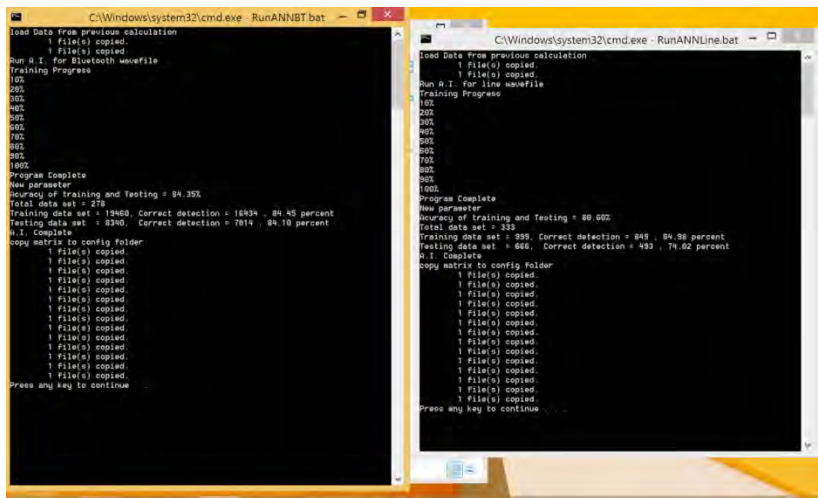 C:\Windows\system32\cmd.exe - RunANNBT.bat
load Data from previous calculation
1 file(s) copied.
1 file(s) copied.
Run A.I. for Bluetooth wavefile
Training Progress
10%
20%
30%
40%
50%
60%
70%
80%
90%
100%
Program Complete
New parameter
Acuracy of training and Testing = 84.35%
Total data set = 278
Training data set = 19460, Correct detection = 16434 , 84.45 percent
Testing data set = 8340, Correct detection = 7014 , 84.10 percent
A.I. Complete
copy matrix to config folder
1 file(s) copied.
1 file(s) copied.
1 file(s) copied.
1 file(s) copied.
1 file(s) copied.
1 file(s) copied.
1 file(s) copied.
1 file(s) copied.
1 file(s) copied.
1 file(s) copied.
1 file(s) copied.
1 file(s) copied.
1 file(s) copied.
1 file(s) copied.
Press any key to continue . 
C:\Windows\system32\cmd.exe - RunANNLine.bat
load Data from previous calculation
1 file(s) copied.
1 file(s) copied.
Run A.I. for line wavefile
Training Progress
10%
20%
30%
40%
50%
60%
70%
80%
90%
100%
Program Complete
New parameter
Acuracy of training and Testing = 80.60%
Total data set = 333
Training data set = 999, Correct detection = 849 , 84.98 percent
Testing data set = 666, Correct detection = 493 , 74.02 percent
A.I. Complete
copy matrix to config folder
1 file(s) copied.
1 file(s) copied.
1 file(s) copied.
1 file(s) copied.
1 file(s) copied.
1 file(s) copied.
1 file(s) copied.
1 file(s) copied.
1 file(s) copied.
1 file(s) copied.
1 file(s) copied.
1 file(s) copied.
1 file(s) copied.
1 file(s) copied.
Press any key to continue . . .